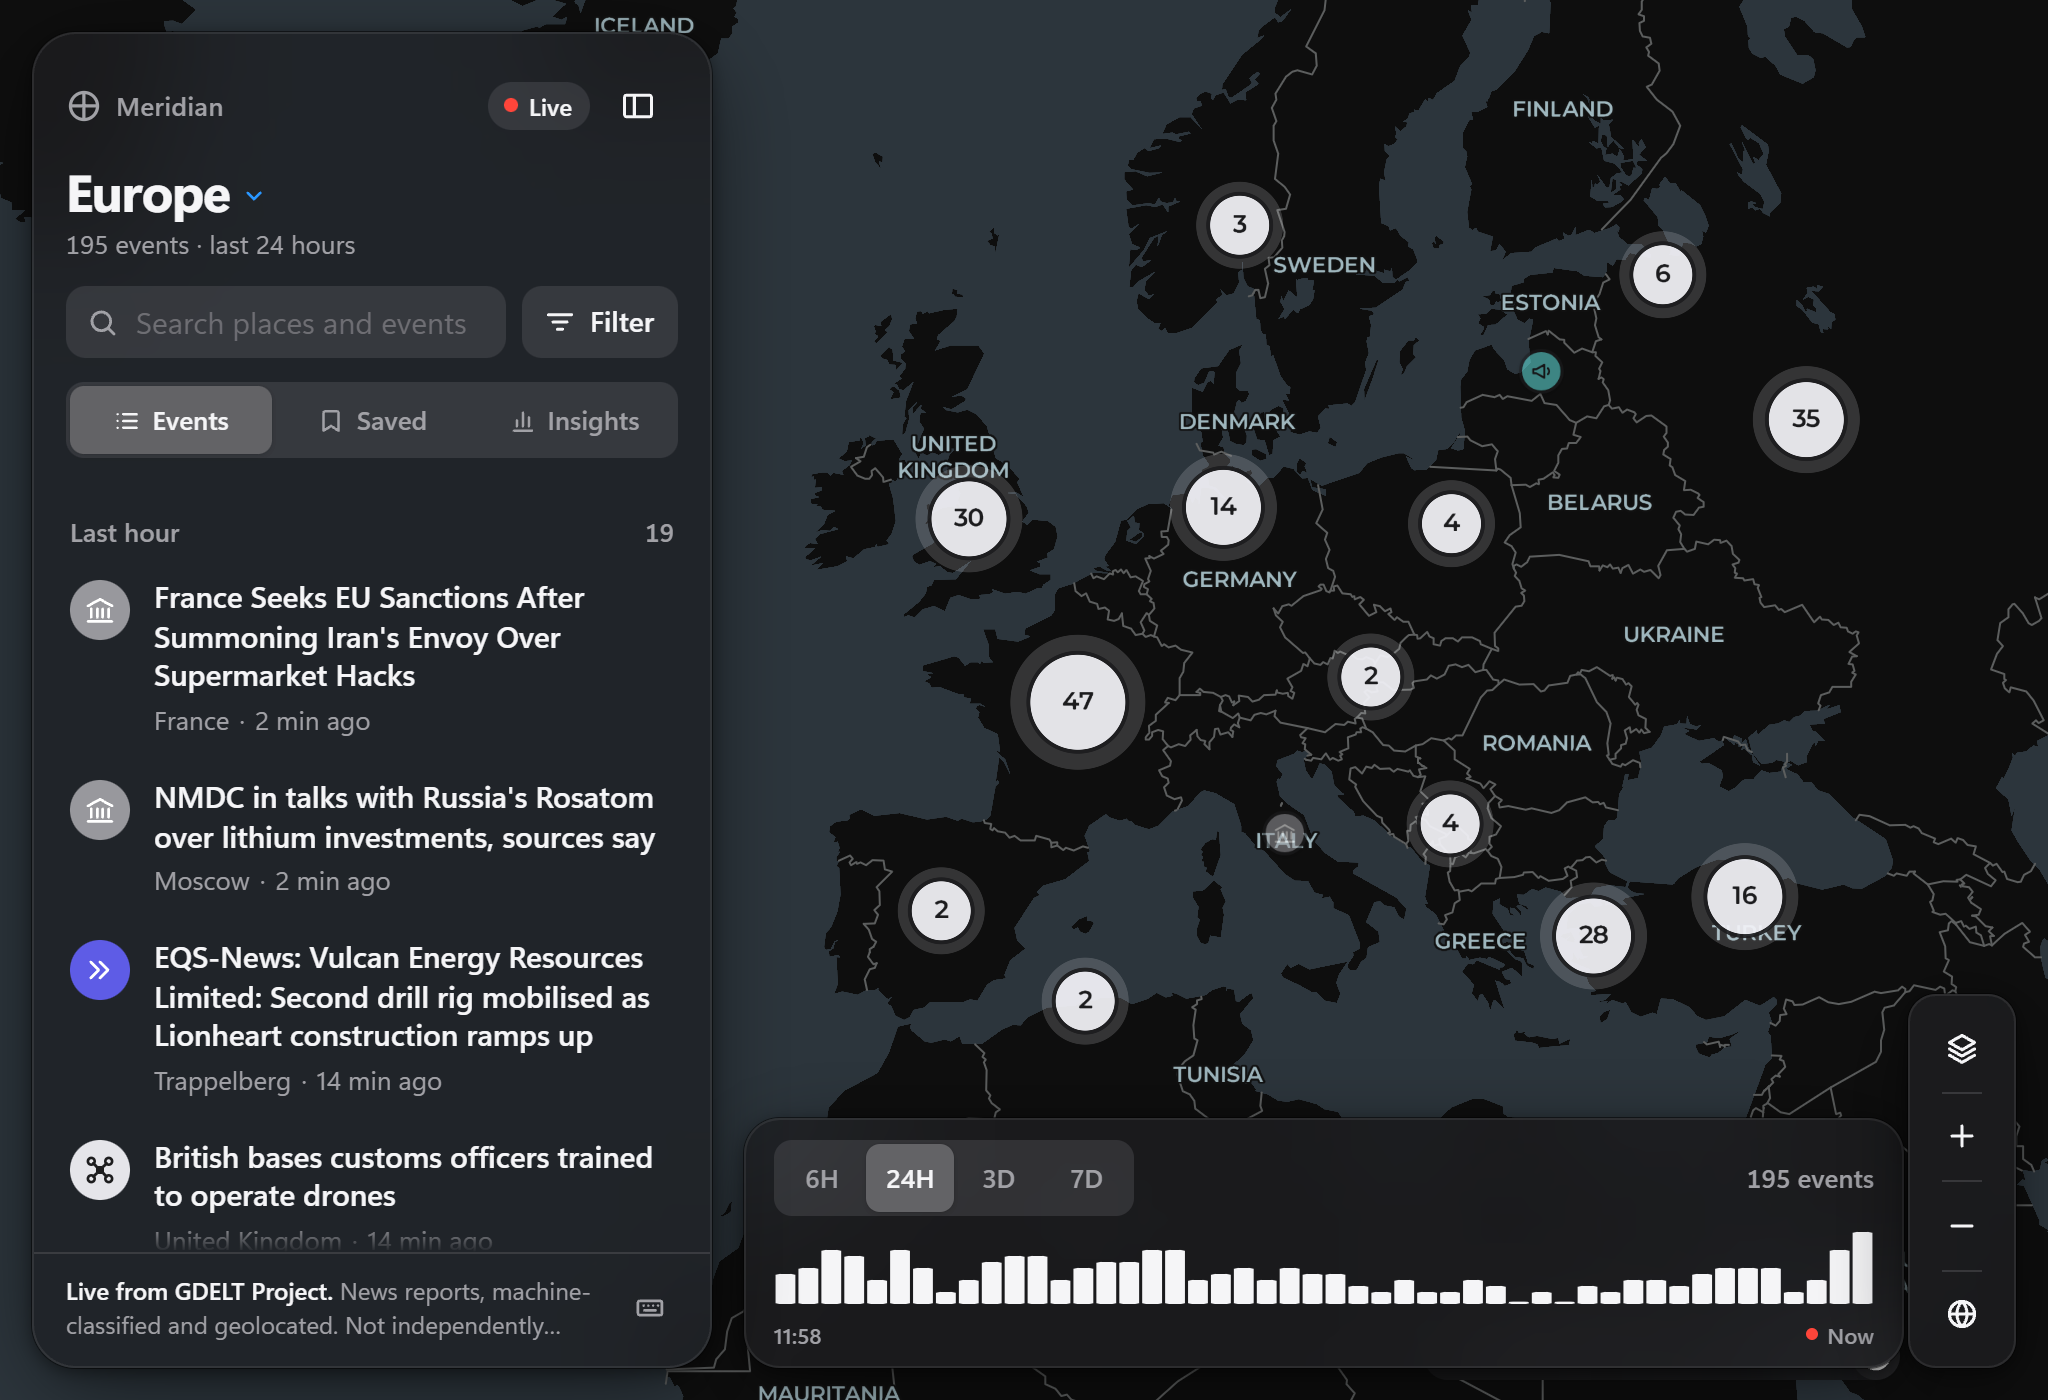 ICELAND
Meridian
Live
Europe
195 events · last 24 hours
Search places and events
Filter
Events
Saved
Insights
Last hour
19
France Seeks EU Sanctions After
Summoning Iran's Envoy Over
Supermarket Hacks
France · 2 min ago
NMDC in talks with Russia's Rosatom
over lithium investments, sources say
Moscow · 2 min ago
EQS-News: Vulcan Energy Resources
Limited: Second drill rig mobilised as
Lionheart construction ramps up
Trappelberg · 14 min ago
British bases customs officers trained
to operate drones
United Kingdom · 14 min ago
Live from GDELT Project. News reports, machine-
classified and geolocated. Not independently...
FINLAND
3
SWEDEN
6
ESTONIA
35
DENMARK
UNITED
KINGDOM
30
14
4
BELARUS
GERMANY
UKRAINE
47
2
ROMANIA
4
ITALY
2
28
16
GREECE
TURKEY
2
TUNISIA
6H
24H
3D
7D
195 events
11:58
Now
MAURITANIA